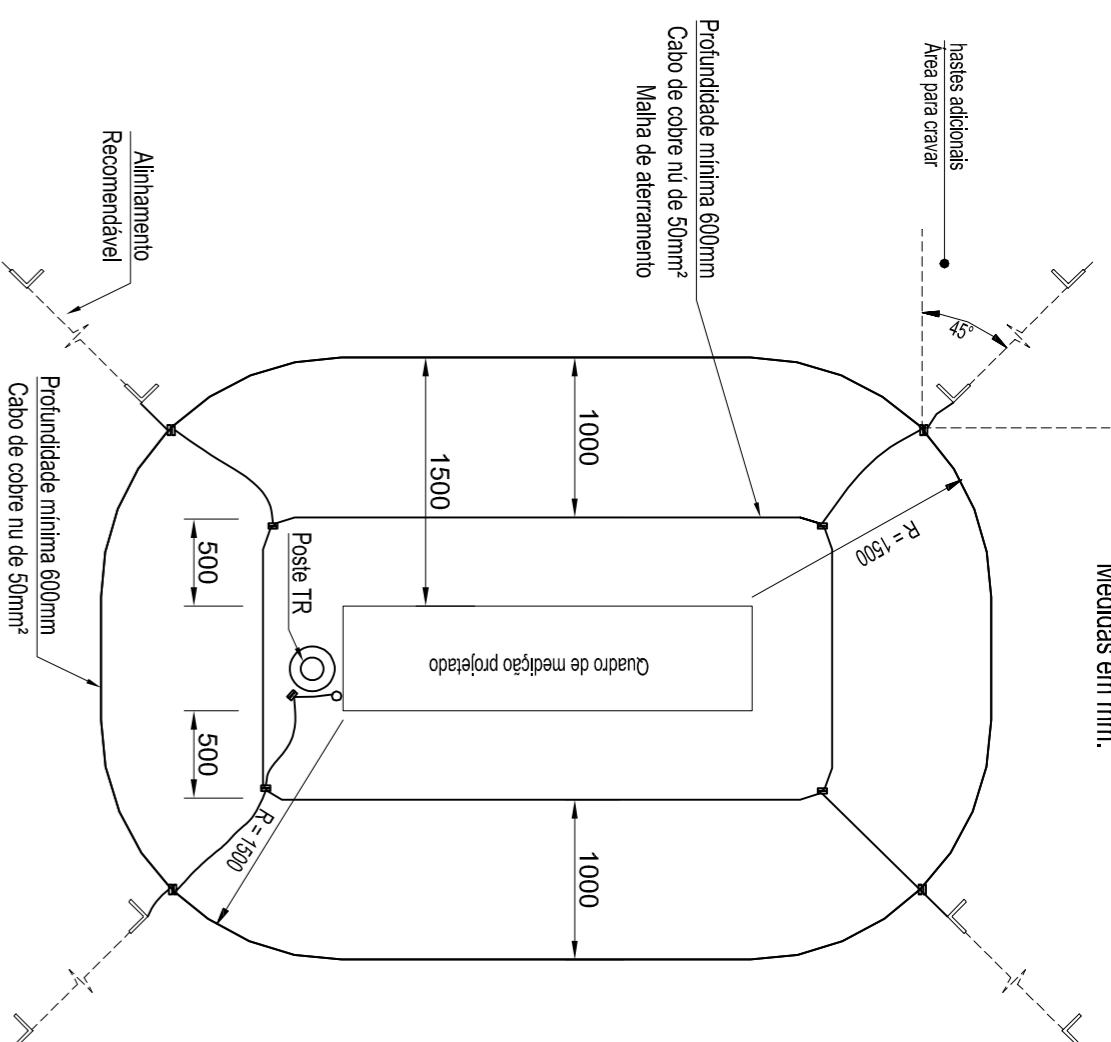 Medidas em mm.
hastes adicionais
Área para cravar
Profundidade mínima 600mm
Cabo de cobre nú de 50mm²
Malha de aterramento
45°
R = 1500
1000
1500
Alinhamento
Recomendável
Quadro de medição projetado
Poste TR
500
500
R = 1500
1000
Profundidade mínima 600mm
Cabo de cobre nu de 50mm²